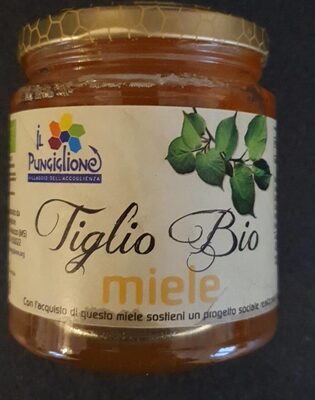 IL
PUNGIGLIONE
VILLAGGIO DELL'ACCOGLIENZA
Tiglio Bio
miele
Con l'acquisto di questo miele sostieni un progetto sociale